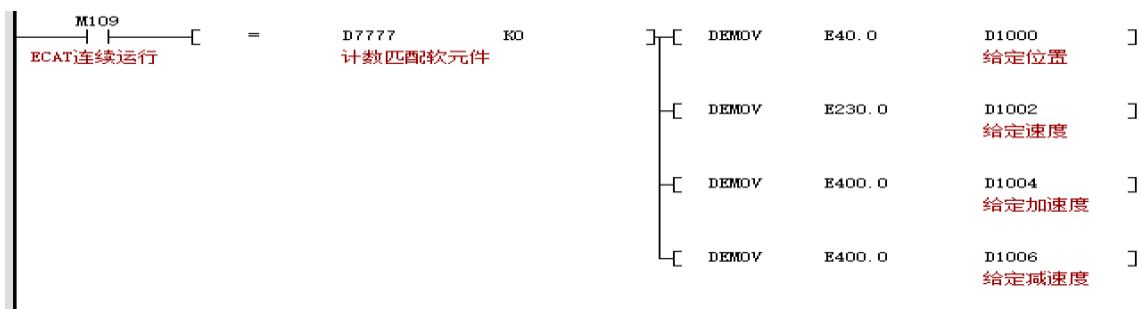 M109
= D7777 K0 DEMOV E40.0 D1000
ECAT连续运行 计数匹配软元件 给定位置
DEMOV E230.0 D1002
给定速度
DEMOV E400.0 D1004
给定加速度
DEMOV E400.0 D1006
给定减速度